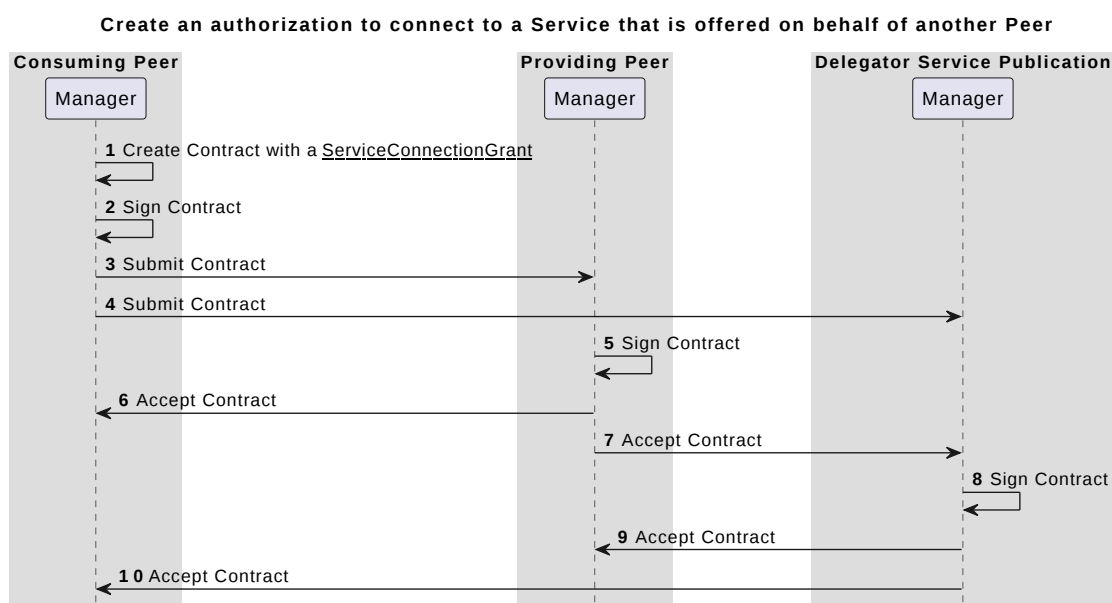 Create an authorization to connect to a Service that is offered on behalf of another Peer
Consuming Peer
Providing Peer
Delegator Service Publication
Manager
Manager
Manager
1 Create Contract with a ServiceConnectionGrant
2 Sign Contract
3 Submit Contract
4 Submit Contract
5 Sign Contract
6 Accept Contract
7 Accept Contract
8 Sign Contract
9 Accept Contract
10 Accept Contract